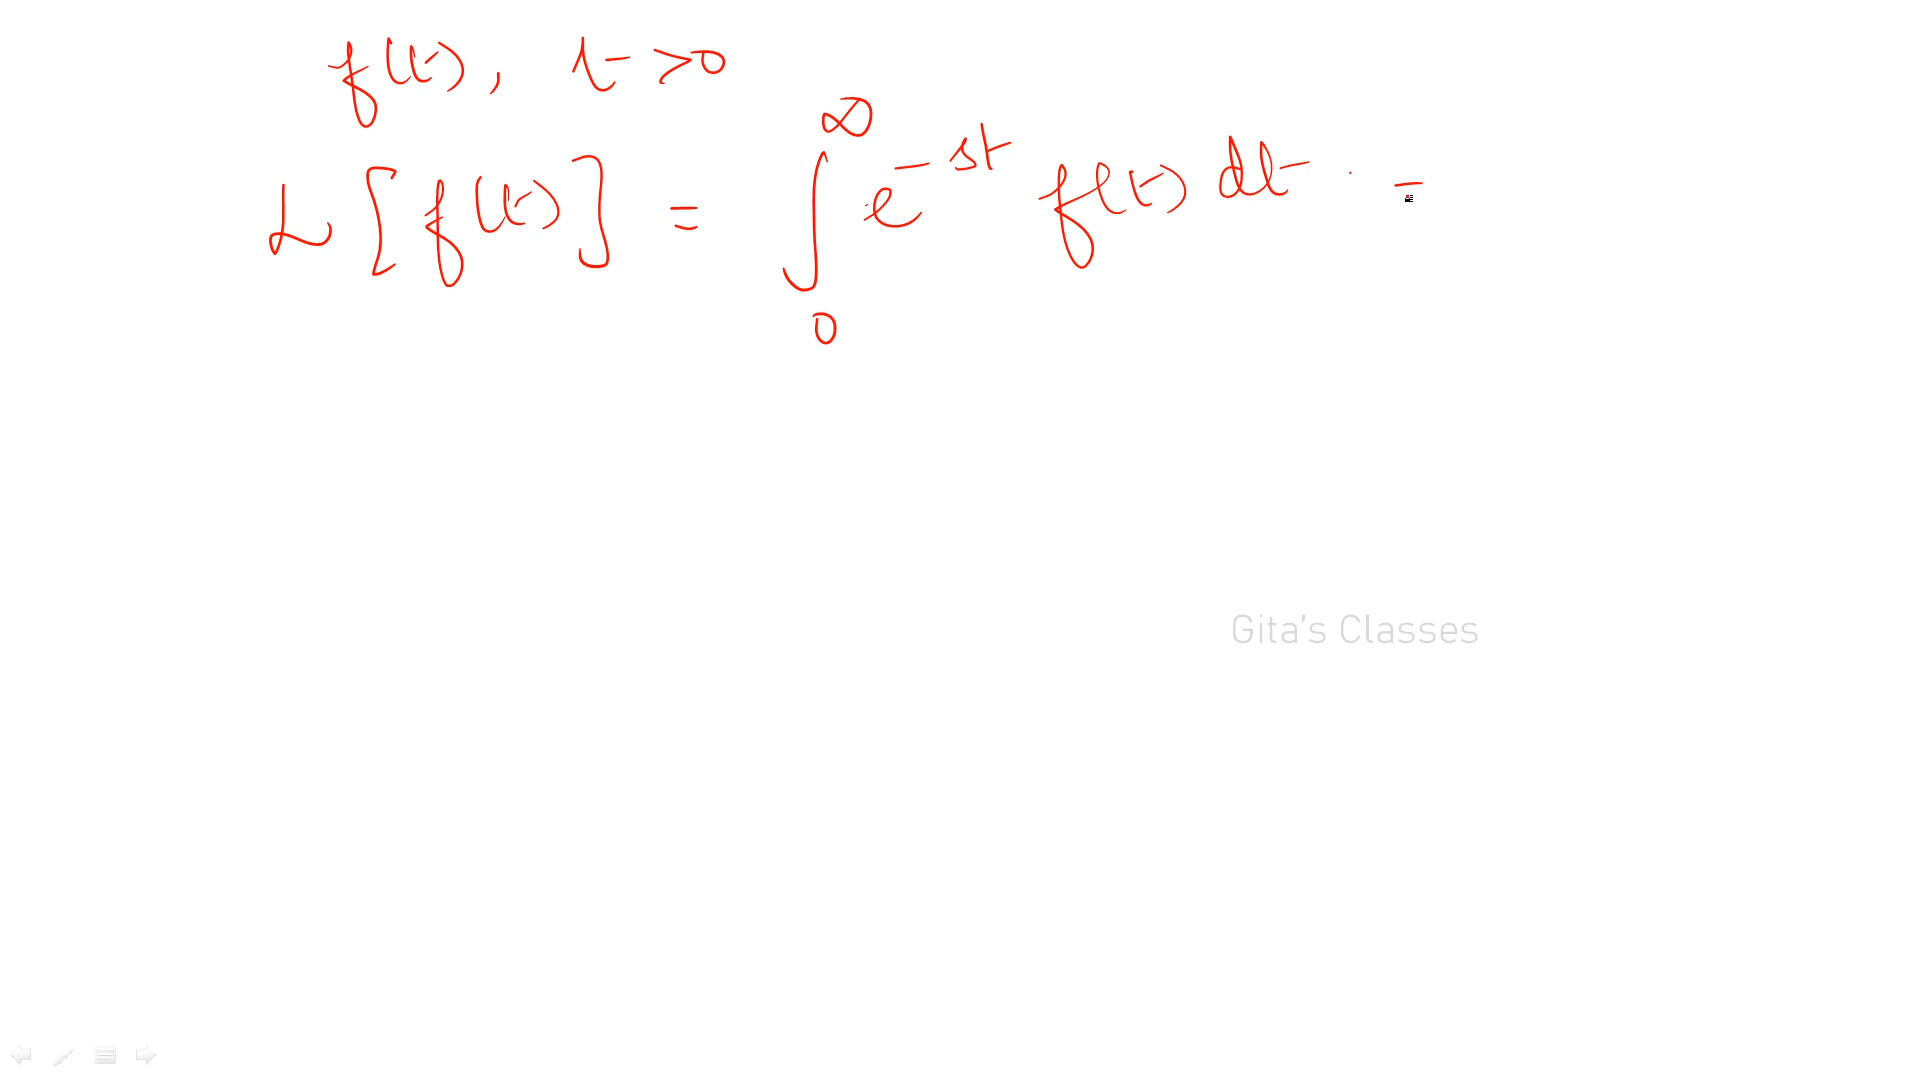 f(t), t > 0
L[f(t)] = ∫₀^∞ e^{-st} f(t) dt . =
Gita's Classes